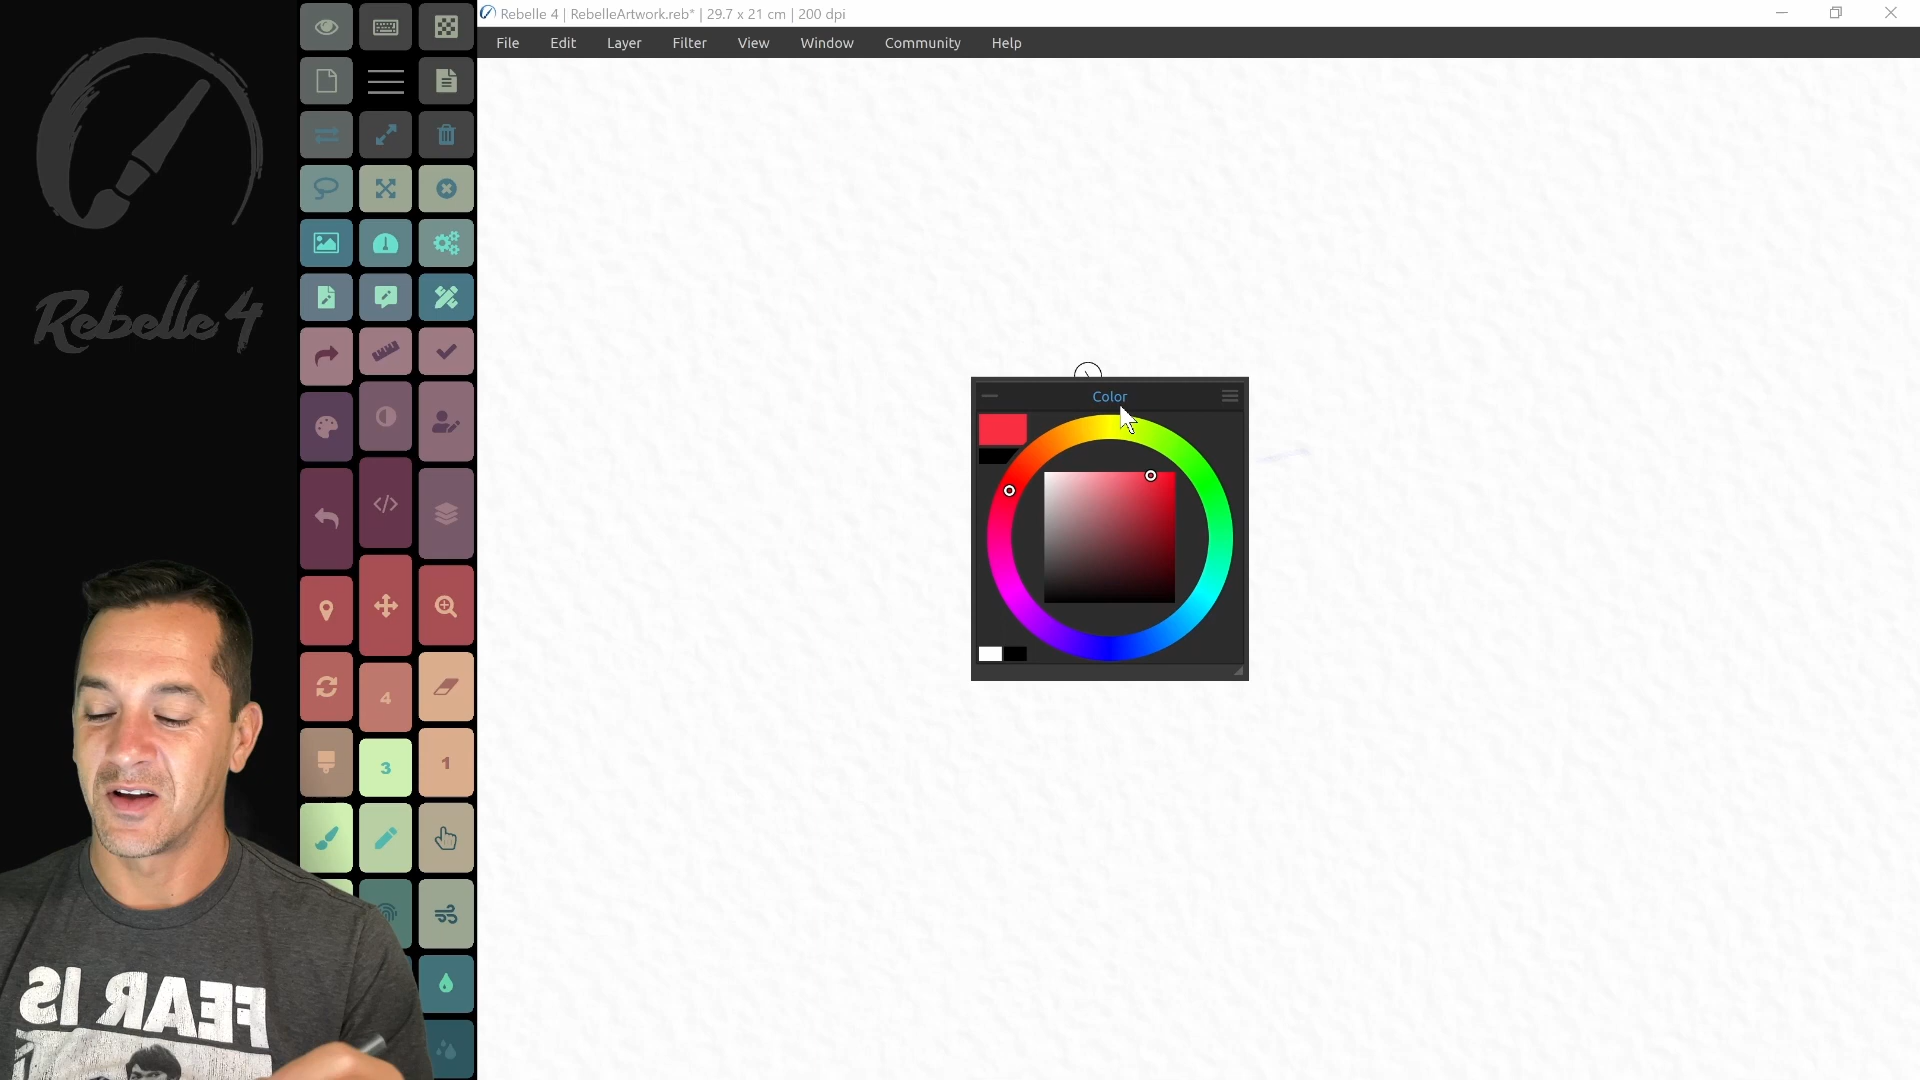 Rebelle 4 | RebelleArtwork.reb* | 29.7 x 21 cm | 200 dpi
File Edit Layer Filter View Window Community Help
Rebelle 4
Color
4
3
1
FEAR IS